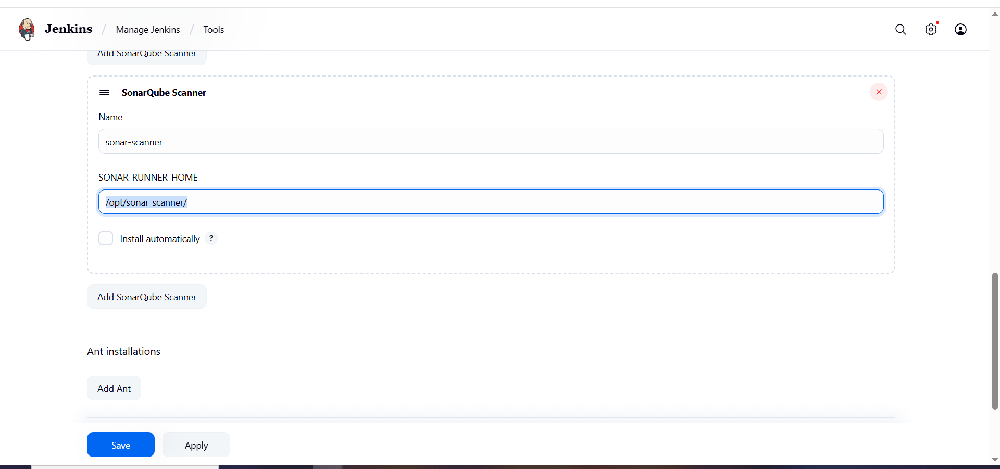 Jenkins / Manage Jenkins / Tools
Add SonarQube Scanner
SonarQube Scanner
Name
sonar-scanner
SONAR_RUNNER_HOME
/opt/sonar_scanner/
Install automatically ?
Add SonarQube Scanner
Ant installations
Add Ant
Save Apply